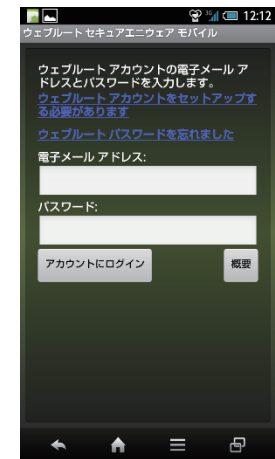 12:12
ウェブルート セキュアエニウェア モバイル
ウェブルート アカウントの電子メール ア
ドレスとパスワードを入力します。
ウェブルート アカウントをセットアップす
る必要があります
ウェブルート パスワードを忘れました
電子メール アドレス:
パスワード:
アカウントにログイン
概要